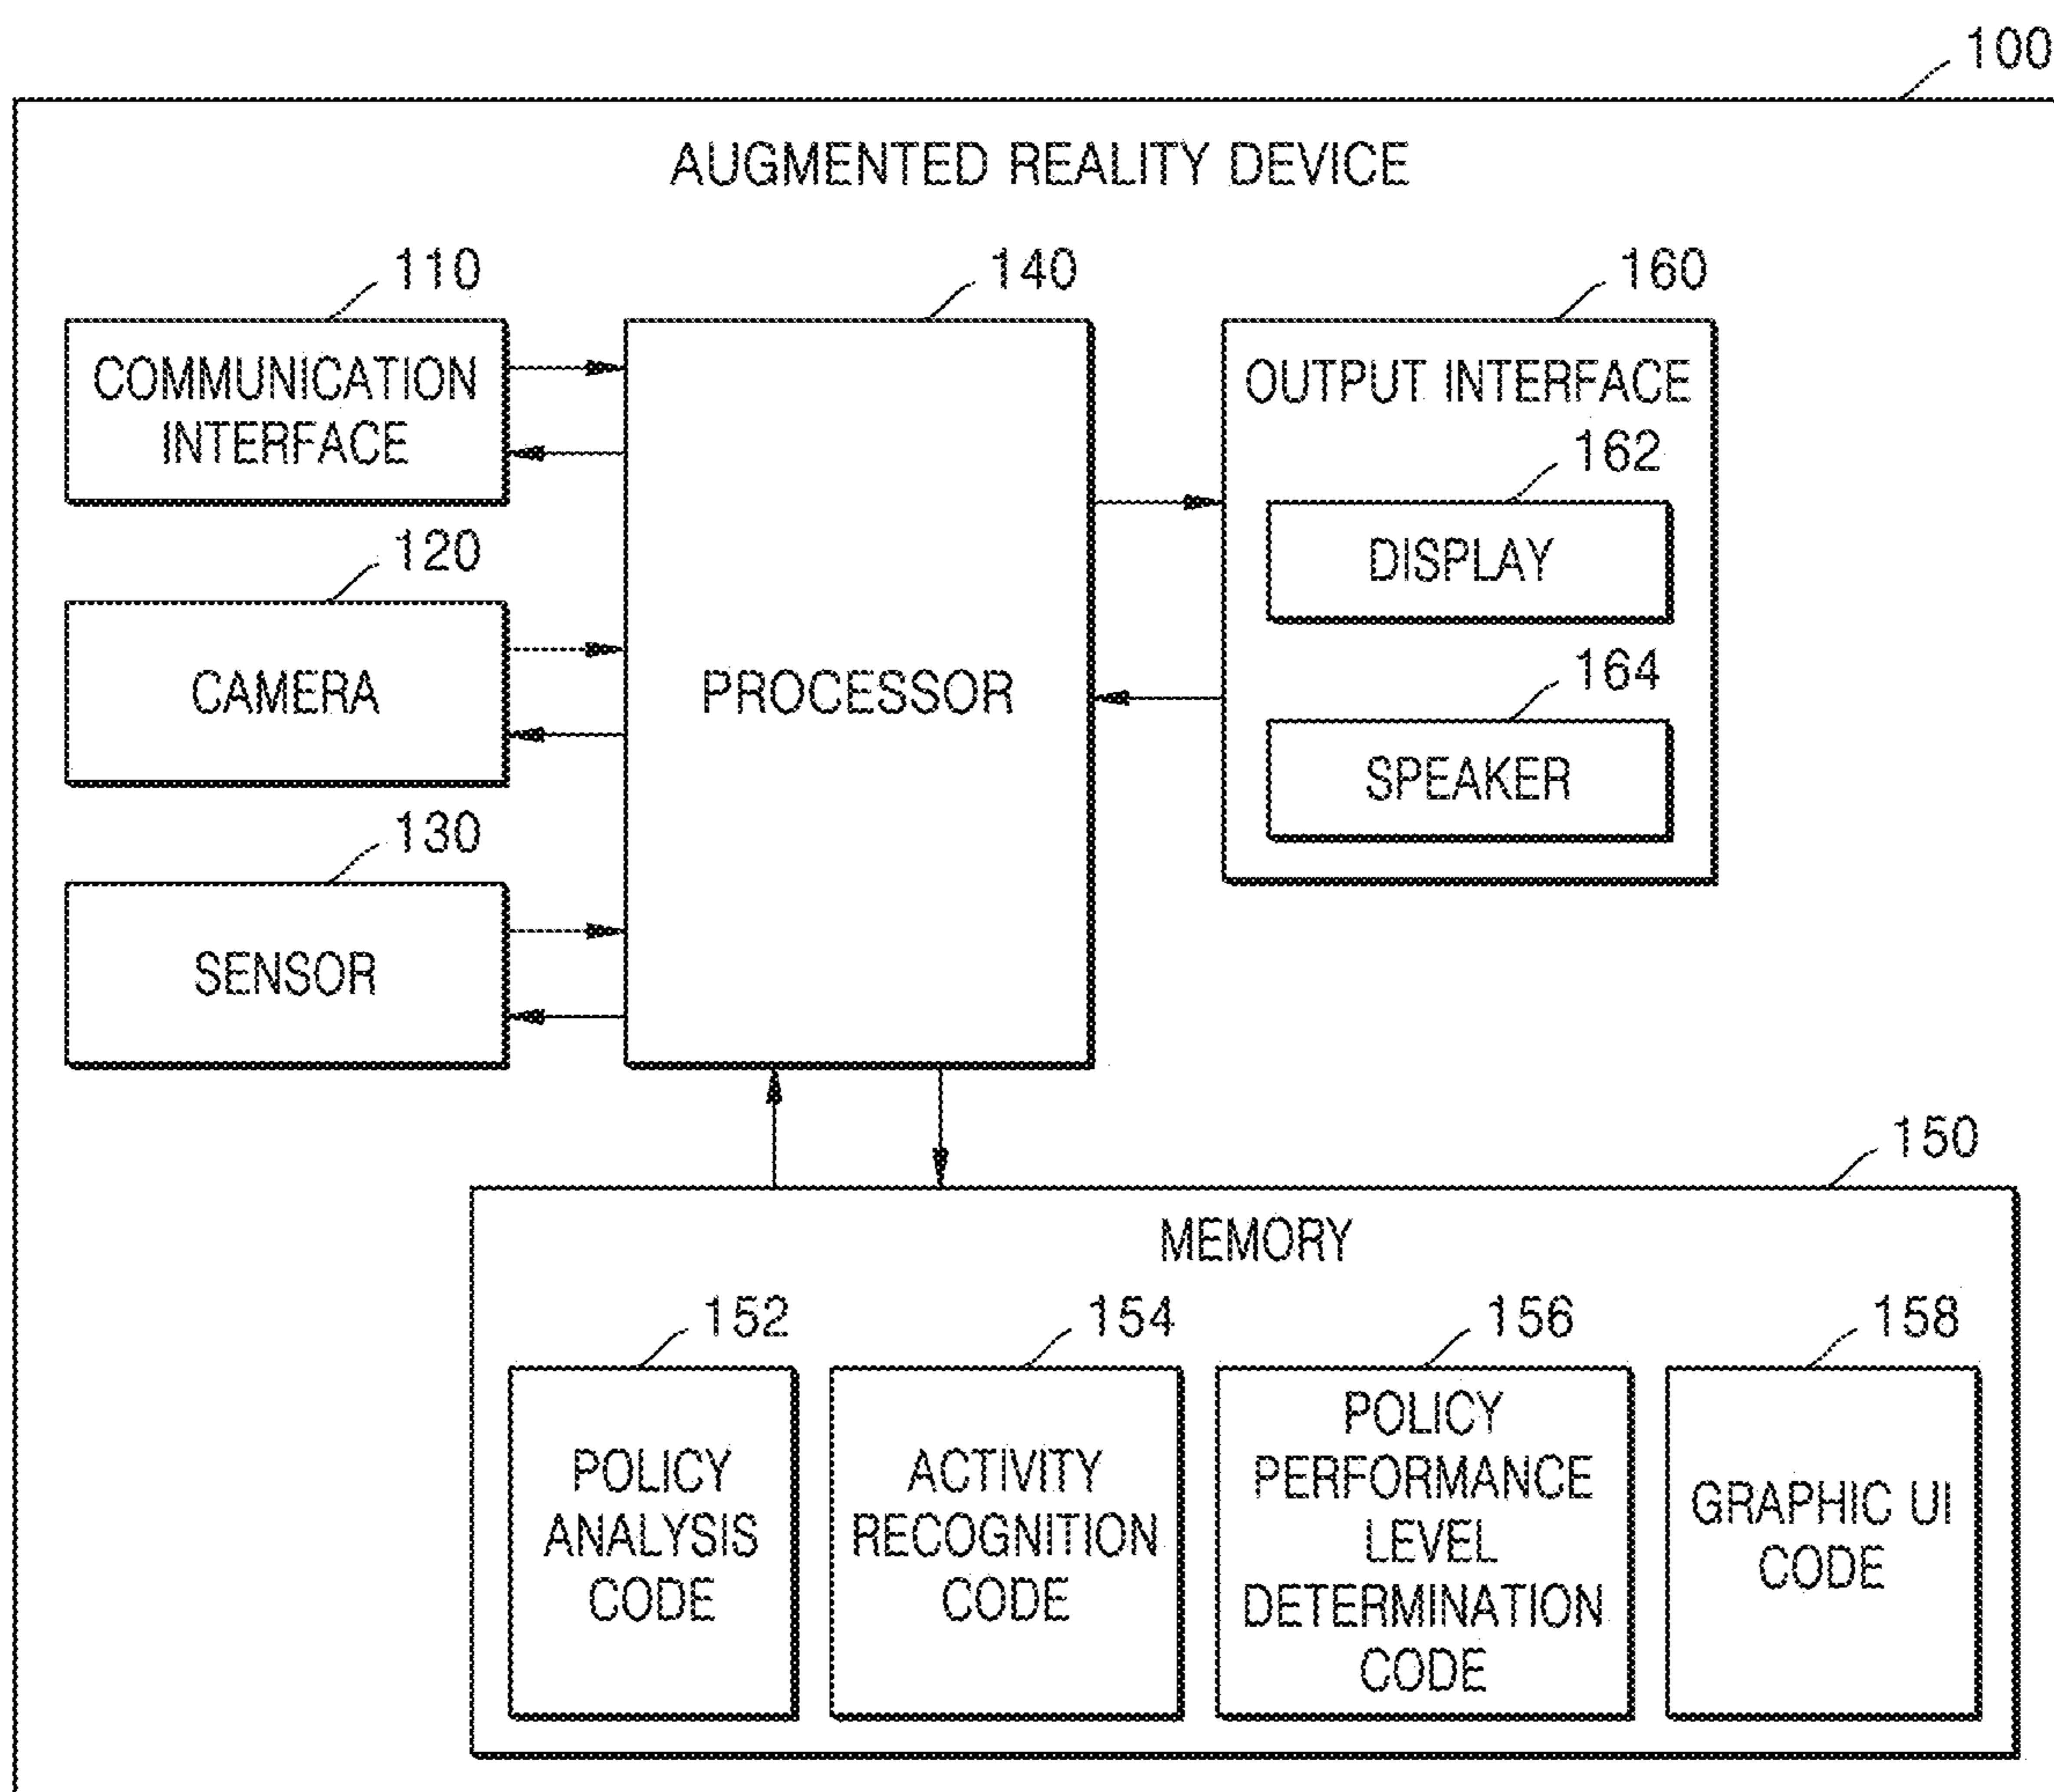 100
AUGMENTED REALITY DEVICE
110
140
160
COMMUNICATION
INTERFACE
OUTPUT INTERFACE
162
DISPLAY
120
CAMERA
PROCESSOR
164
SPEAKER
130
SENSOR
150
MEMORY
152
154
156
158
POLICY
ANALYSIS
CODE
ACTIVITY
RECOGNITION
CODE
POLICY
PERFORMANCE
LEVEL
DETERMINATION
CODE
GRAPHIC UI
CODE